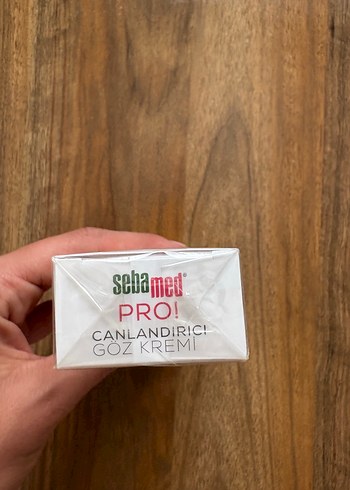 sebamed®
PRO!
CANLANDIRICI
GÖZ KREMİ